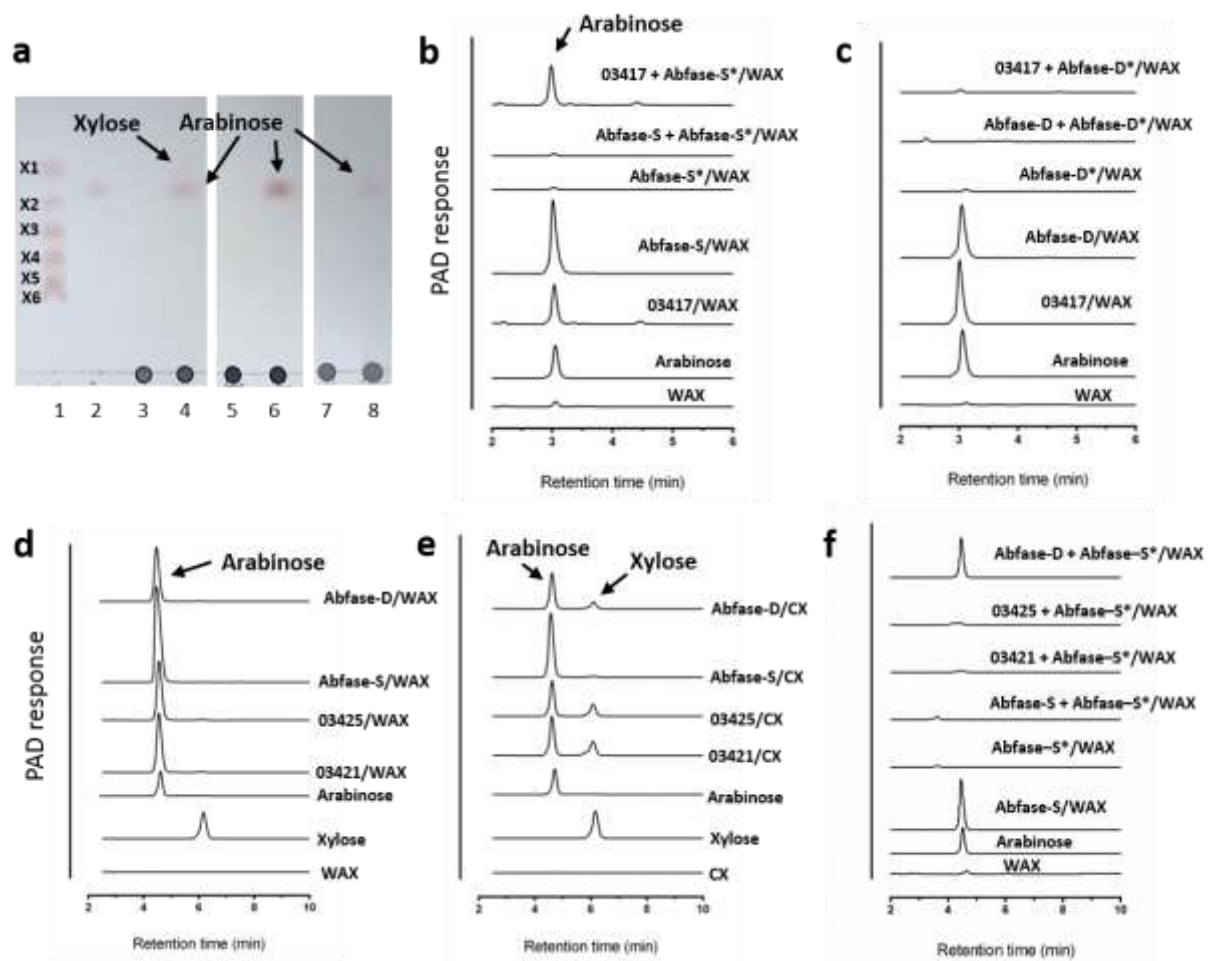 a
Xylose
Arabinose
X1
X2
X3
X4
X5
X6
1 2 3 4 5 6 7 8
b
Arabinose
PAD response
03417 + Abfase-S*/WAX
Abfase-S + Abfase-S*/WAX
Abfase-S*/WAX
Abfase-S/WAX
03417/WAX
Arabinose
WAX
2 3 4 5 6
Retention time (min)
c
03417 + Abfase-D*/WAX
Abfase-D + Abfase-D*/WAX
Abfase-D*/WAX
Abfase-D/WAX
03417/WAX
Arabinose
WAX
2 3 4 5 6
Retention time (min)
d
Arabinose
PAD response
Abfase-D/WAX
Abfase-S/WAX
03425/WAX
03421/WAX
Arabinose
Xylose
WAX
2 4 6 8 10
Retention time (min)
e
Arabinose
Xylose
Abfase-D/CX
Abfase-S/CX
03425/CX
03421/CX
Arabinose
Xylose
CX
2 4 6 8 10
Retention time (min)
f
Abfase-D + Abfase–S*/WAX
03425 + Abfase–S*/WAX
03421 + Abfase–S*/WAX
Abfase-S + Abfase–S*/WAX
Abfase–S*/WAX
Abfase-S/WAX
Arabinose
WAX
2 4 6 8 10
Retention time (min)